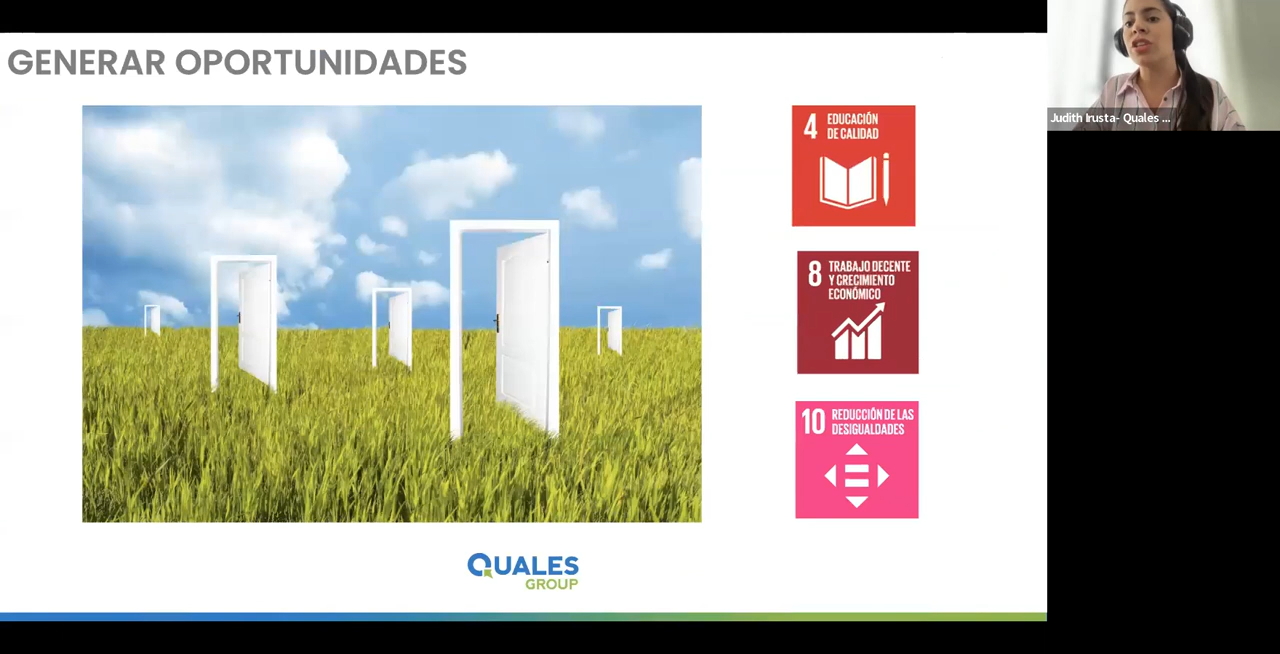 GENERAR OPORTUNIDADES
4 EDUCACIÓN
DE CALIDAD
8 TRABAJO DECENTE
Y CRECIMIENTO
ECONÓMICO
10 REDUCCIÓN DE LAS
DESIGUALDADES
QUALES
GROUP
Judith Irusta- Quales ...